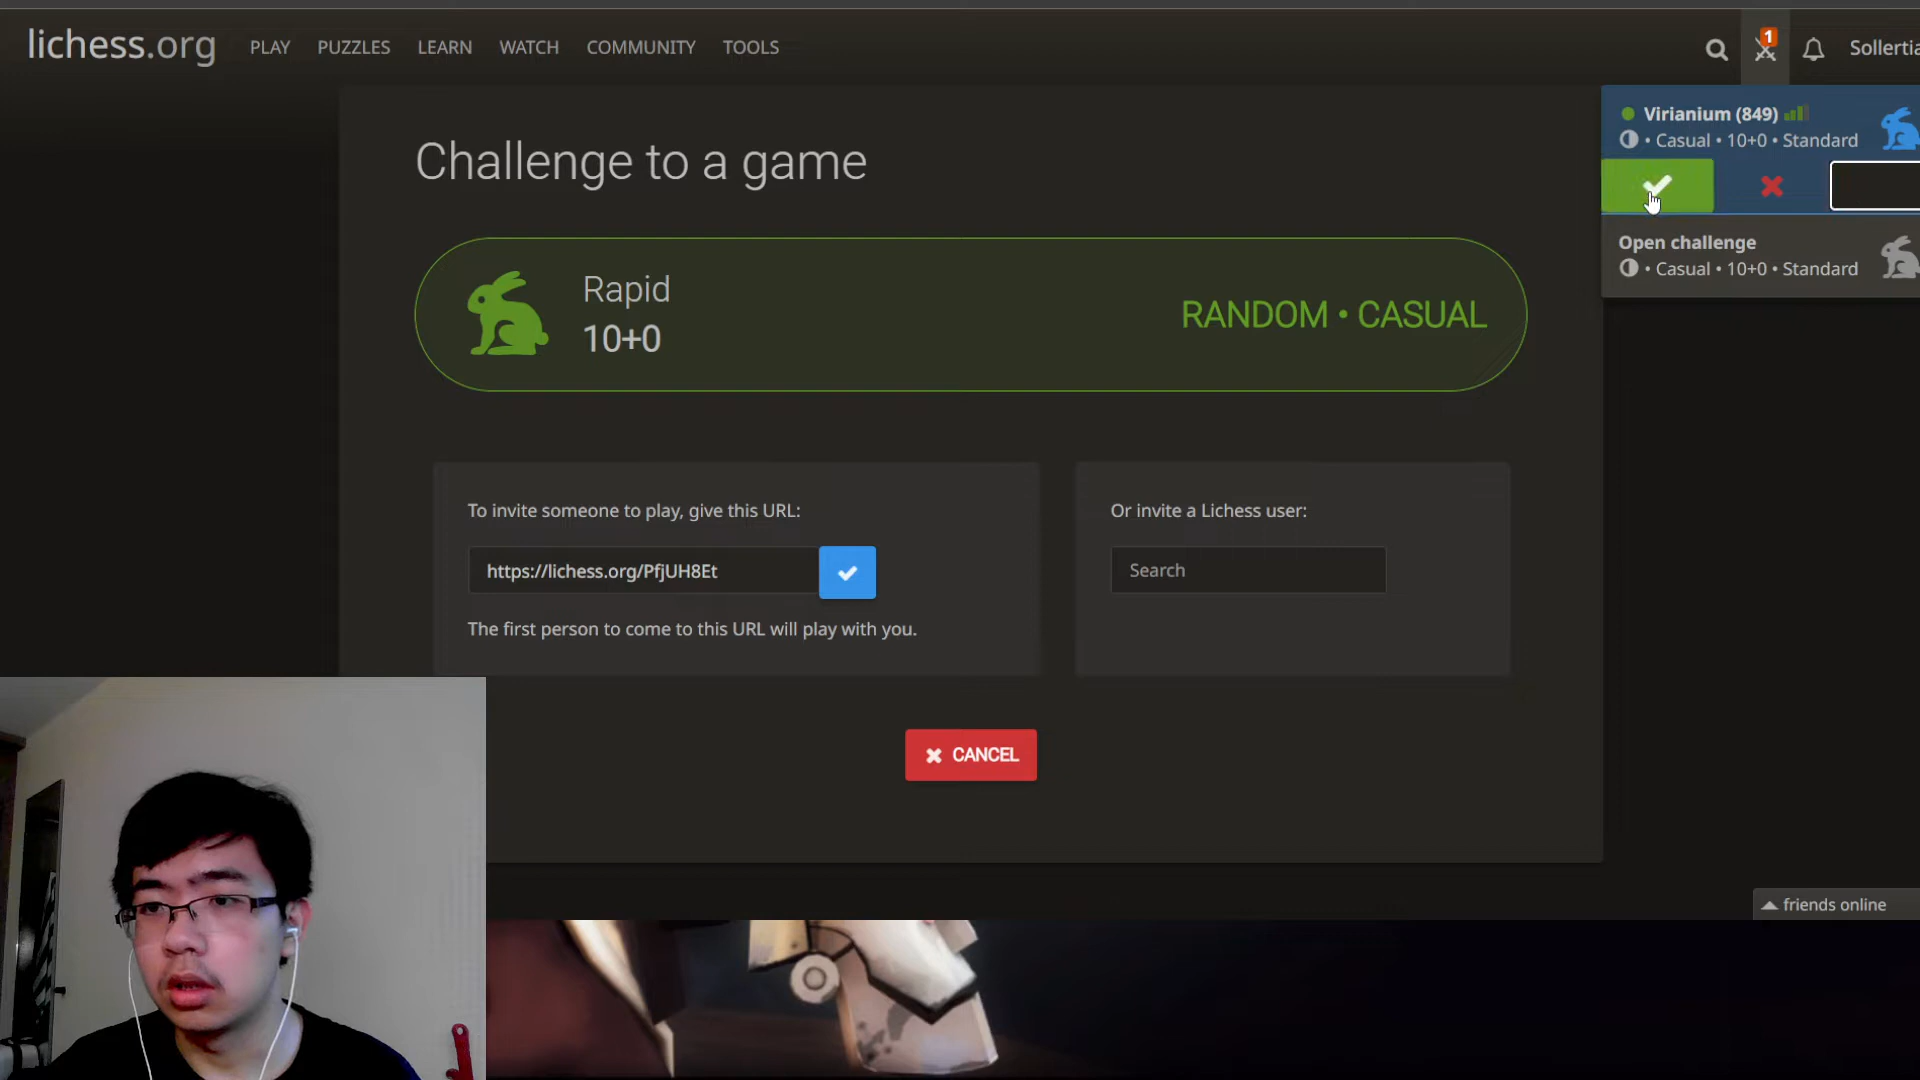 lichess.org
PLAY PUZZLES LEARN WATCH COMMUNITY TOOLS
1
Challenge to a game
Rapid
10+0
RANDOM • CASUAL
To invite someone to play, give this URL:
https://lichess.org/PfjUH8Et
The first person to come to this URL will play with you.
Or invite a Lichess user:
Search
CANCEL
Virianium (849)
• Casual • 10+0 • Standard
Open challenge
• Casual • 10+0 • Standard
friends online